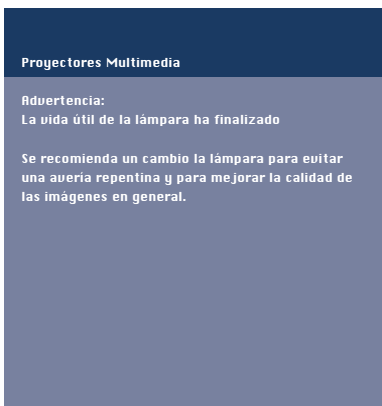 Proyectores Multimedia
Advertencia:
La vida útil de la lámpara ha finalizado
Se recomienda un cambio la lámpara para evitar
una avería repentina y para mejorar la calidad de
las imágenes en general.